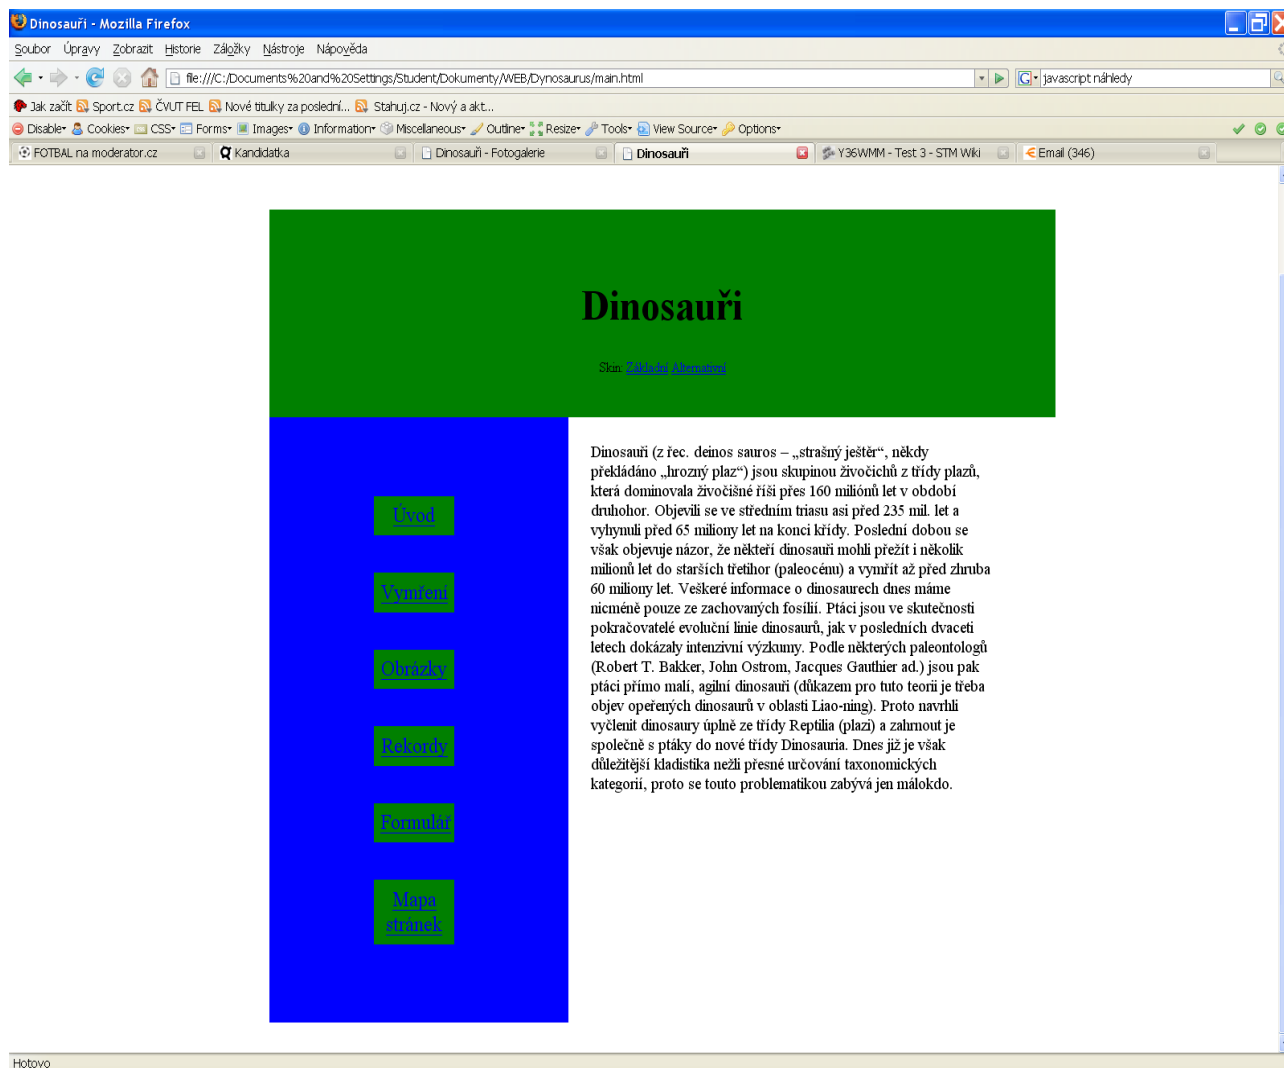 Dinosauři - Mozilla Firefox
Soubor Úpravy Zobrazit Historie Záložky Nástroje Nápověda
file:///C:/Documents%20and%20Settings/Student/Dokumenty/WEB/Dynosaurus/main.html G javascript náhledy
Jak začít Sport.cz ČVUT FEL Nové titulky za poslední... Stahuj.cz - Nový a akt...
Disable Cookies CSS Forms Images Information Miscellaneous Outline Resize Tools View Source Options
FOTBAL na moderator.cz Kandidatka Dinosauři - Fotogalerie Dinosauři Y36WMM - Test 3 - STM Wiki Email (346)
Dinosauři
Skin: Základní Alternativní
Úvod
Vymření
Obrázky
Rekordy
Formulář
Mapa
stránek
Dinosauři (z řec. deinos sauros – „strašný ještěr“, někdy
překládáno „hrozný plaz“) jsou skupinou živočichů z třídy plazů,
která dominovala živočišné říši přes 160 miliónů let v období
druhohor. Objevili se ve středním triasu asi před 235 mil. let a
vyhynuli před 65 miliony let na konci křídy. Poslední dobou se
však objevuje názor, že někteří dinosauři mohli přežít i několik
milionů let do starších třetihor (paleocénu) a vymřít až před zhruba
60 miliony let. Veškeré informace o dinosaurech dnes máme
nicméně pouze ze zachovaných fosílií. Ptáci jsou ve skutečnosti
pokračovatelé evoluční linie dinosaurů, jak v posledních dvaceti
letech dokázaly intenzivní výzkumy. Podle některých paleontologů
(Robert T. Bakker, John Ostrom, Jacques Gauthier ad.) jsou pak
ptáci přímo malí, agilní dinosauři (důkazem pro tuto teorii je třeba
objev opeřených dinosaurů v oblasti Liao-ning). Proto navrhli
vyčlenit dinosaury úplně ze třídy Reptilia (plazi) a zahrnout je
společně s ptáky do nové třídy Dinosauria. Dnes již je však
důležitější kladistika nežli přesné určování taxonomických
kategorií, proto se touto problematikou zabývá jen málokdo.
Hotovo